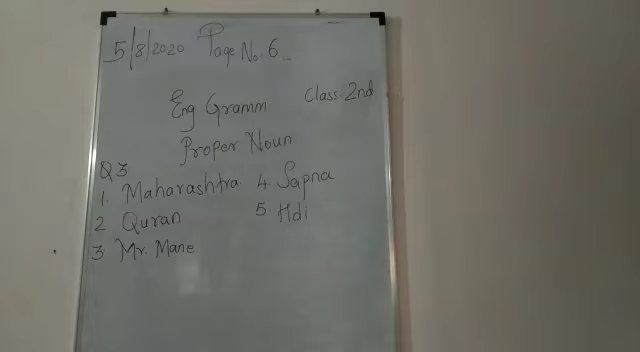 5/8/2020 Page No. 6
Class 2nd
Eng Gramm
Proper Noun
Q3
1. Maharashtra 4 Sapna
2 Quran 5 Hdi
3 Mr. Mane